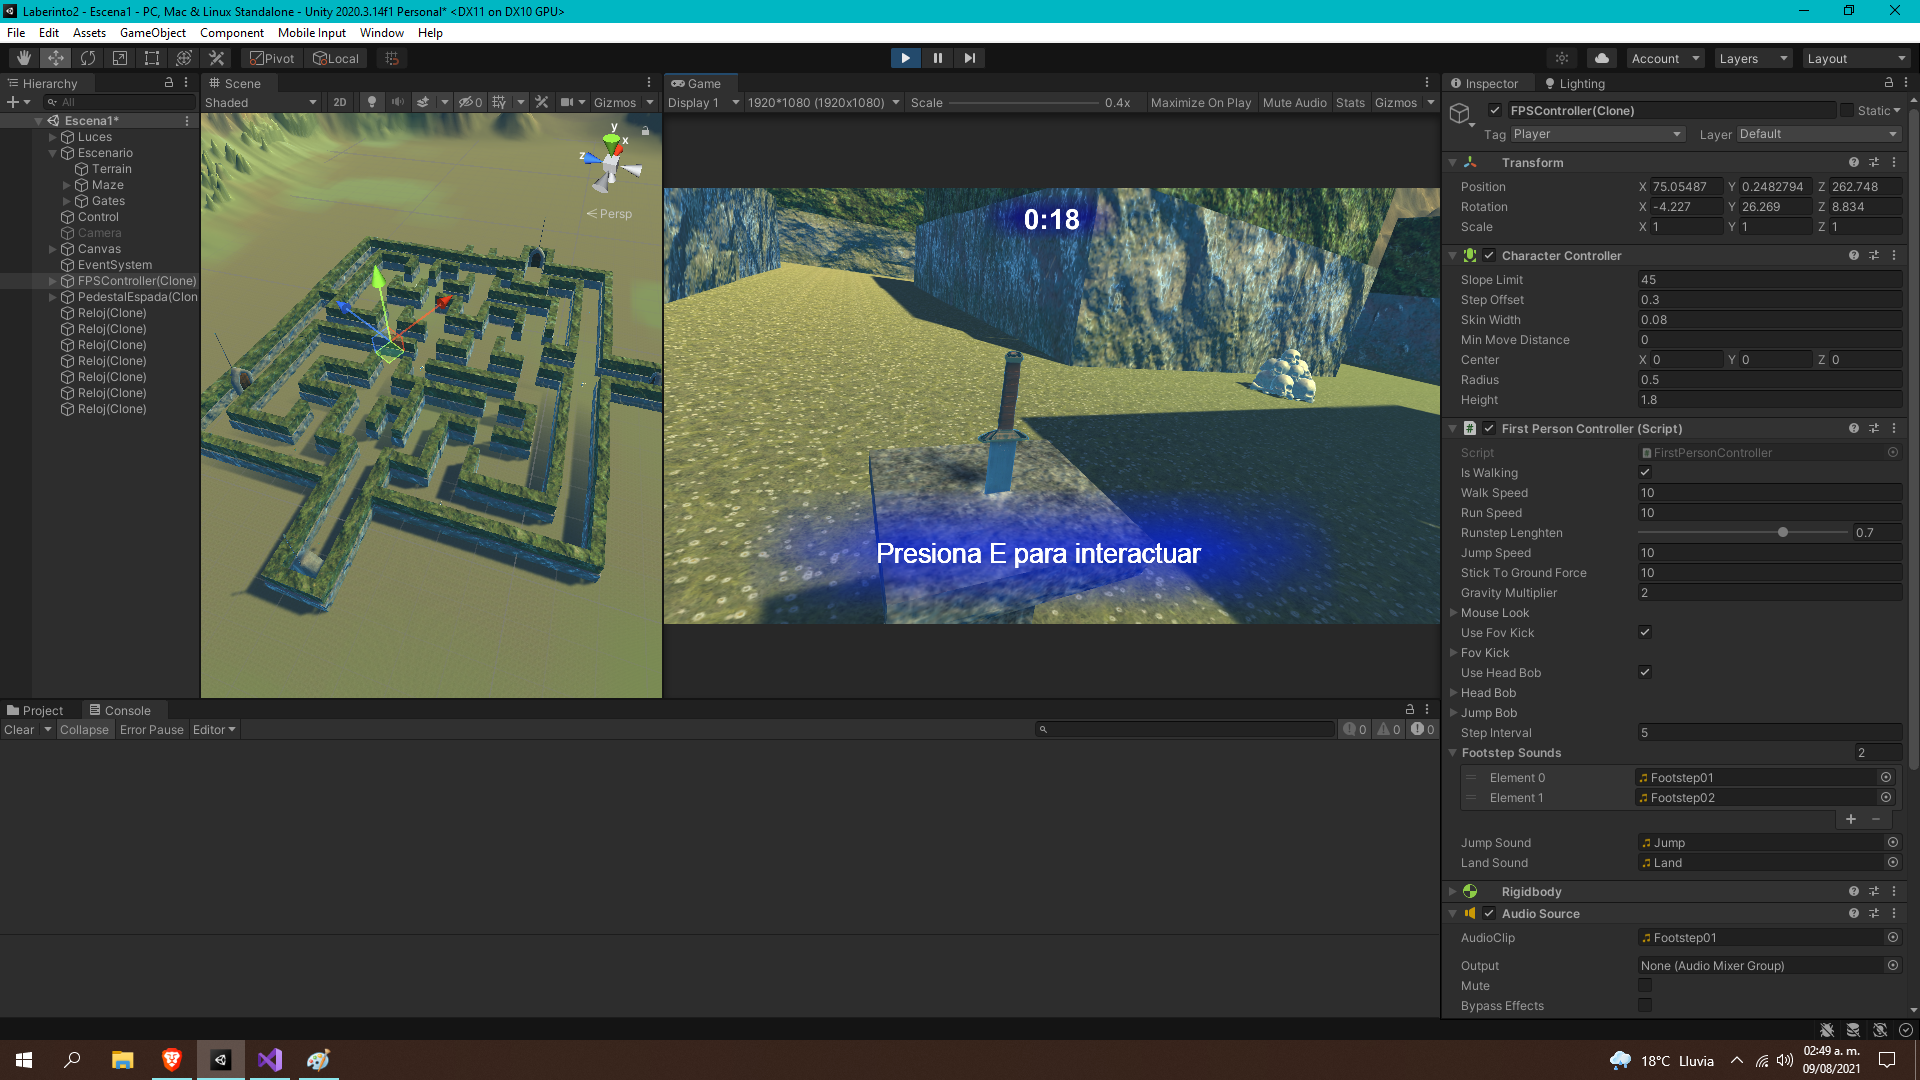 Laberinto2 - Escena1 - PC, Mac & Linux Standalone - Unity 2020.3.14f1 Personal* <DX11 on DX10 GPU>
File Edit Assets GameObject Component Mobile Input Window Help
Pivot Local Account Layers Layout
Hierarchy
All
Escena1*
Luces
Escenario
Terrain
Maze
Gates
Control
Camera
Canvas
EventSystem
FPSController(Clone)
PedestalEspada(Clon
Reloj(Clone)
Reloj(Clone)
Reloj(Clone)
Reloj(Clone)
Reloj(Clone)
Reloj(Clone)
Reloj(Clone)
Scene
Shaded 2D 0 Gizmos
y
x
z
Persp
Game
Display 1 1920*1080 (1920x1080) Scale 0.4x Maximize On Play Mute Audio Stats Gizmos
0:18
Presiona E para interactuar
Project Console
Clear Collapse Error Pause Editor 0 0 0
Inspector Lighting
FPSController(Clone) Static
Tag Player Layer Default
Transform
Position X 75.05487 Y 0.2482794 Z 262.748
Rotation X -4.227 Y 26.269 Z 8.834
Scale X 1 Y 1 Z 1
Character Controller
Slope Limit 45
Step Offset 0.3
Skin Width 0.08
Min Move Distance 0
Center X 0 Y 0 Z 0
Radius 0.5
Height 1.8
# First Person Controller (Script)
Script FirstPersonController
Is Walking
Walk Speed 10
Run Speed 10
Runstep Lenghten 0.7
Jump Speed 10
Stick To Ground Force 10
Gravity Multiplier 2
Mouse Look
Use Fov Kick
Fov Kick
Use Head Bob
Head Bob
Jump Bob
Step Interval 5
Footstep Sounds 2
Element 0 Footstep01
Element 1 Footstep02
+ −
Jump Sound Jump
Land Sound Land
Rigidbody
Audio Source
AudioClip Footstep01
Output None (Audio Mixer Group)
Mute
Bypass Effects
18°C Lluvia
02:49 a. m.
09/08/2021